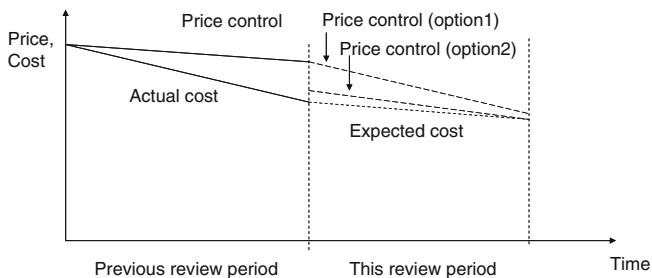 Price control
Price control (option1)
Price,
Cost
Price control (option2)
Actual cost
Expected cost
Time
Previous review period
This review period